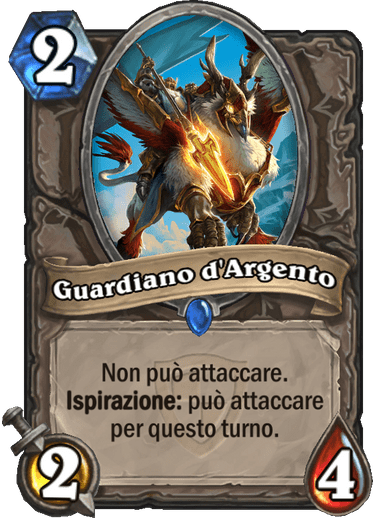 2
Guardiano d'Argento
Non può attaccare.
Ispirazione: può attaccare
per questo turno.
2
4